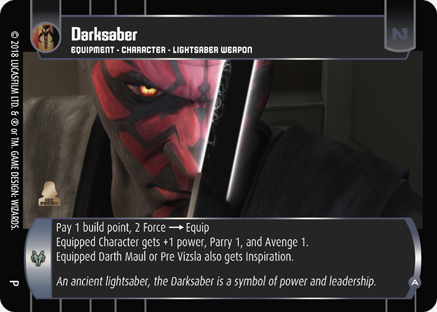 Darksaber
EQUIPMENT • CHARACTER • LIGHTSABER WEAPON
N
© 2018 LUCASFILM LTD. & ® or TM. GAME DESIGN: WIZARDS.
Pay 1 build point, 2 Force → Equip
Equipped Character gets +1 power, Parry 1, and Avenge 1.
Equipped Darth Maul or Pre Vizsla also gets Inspiration.
An ancient lightsaber, the Darksaber is a symbol of power and leadership.
P
A